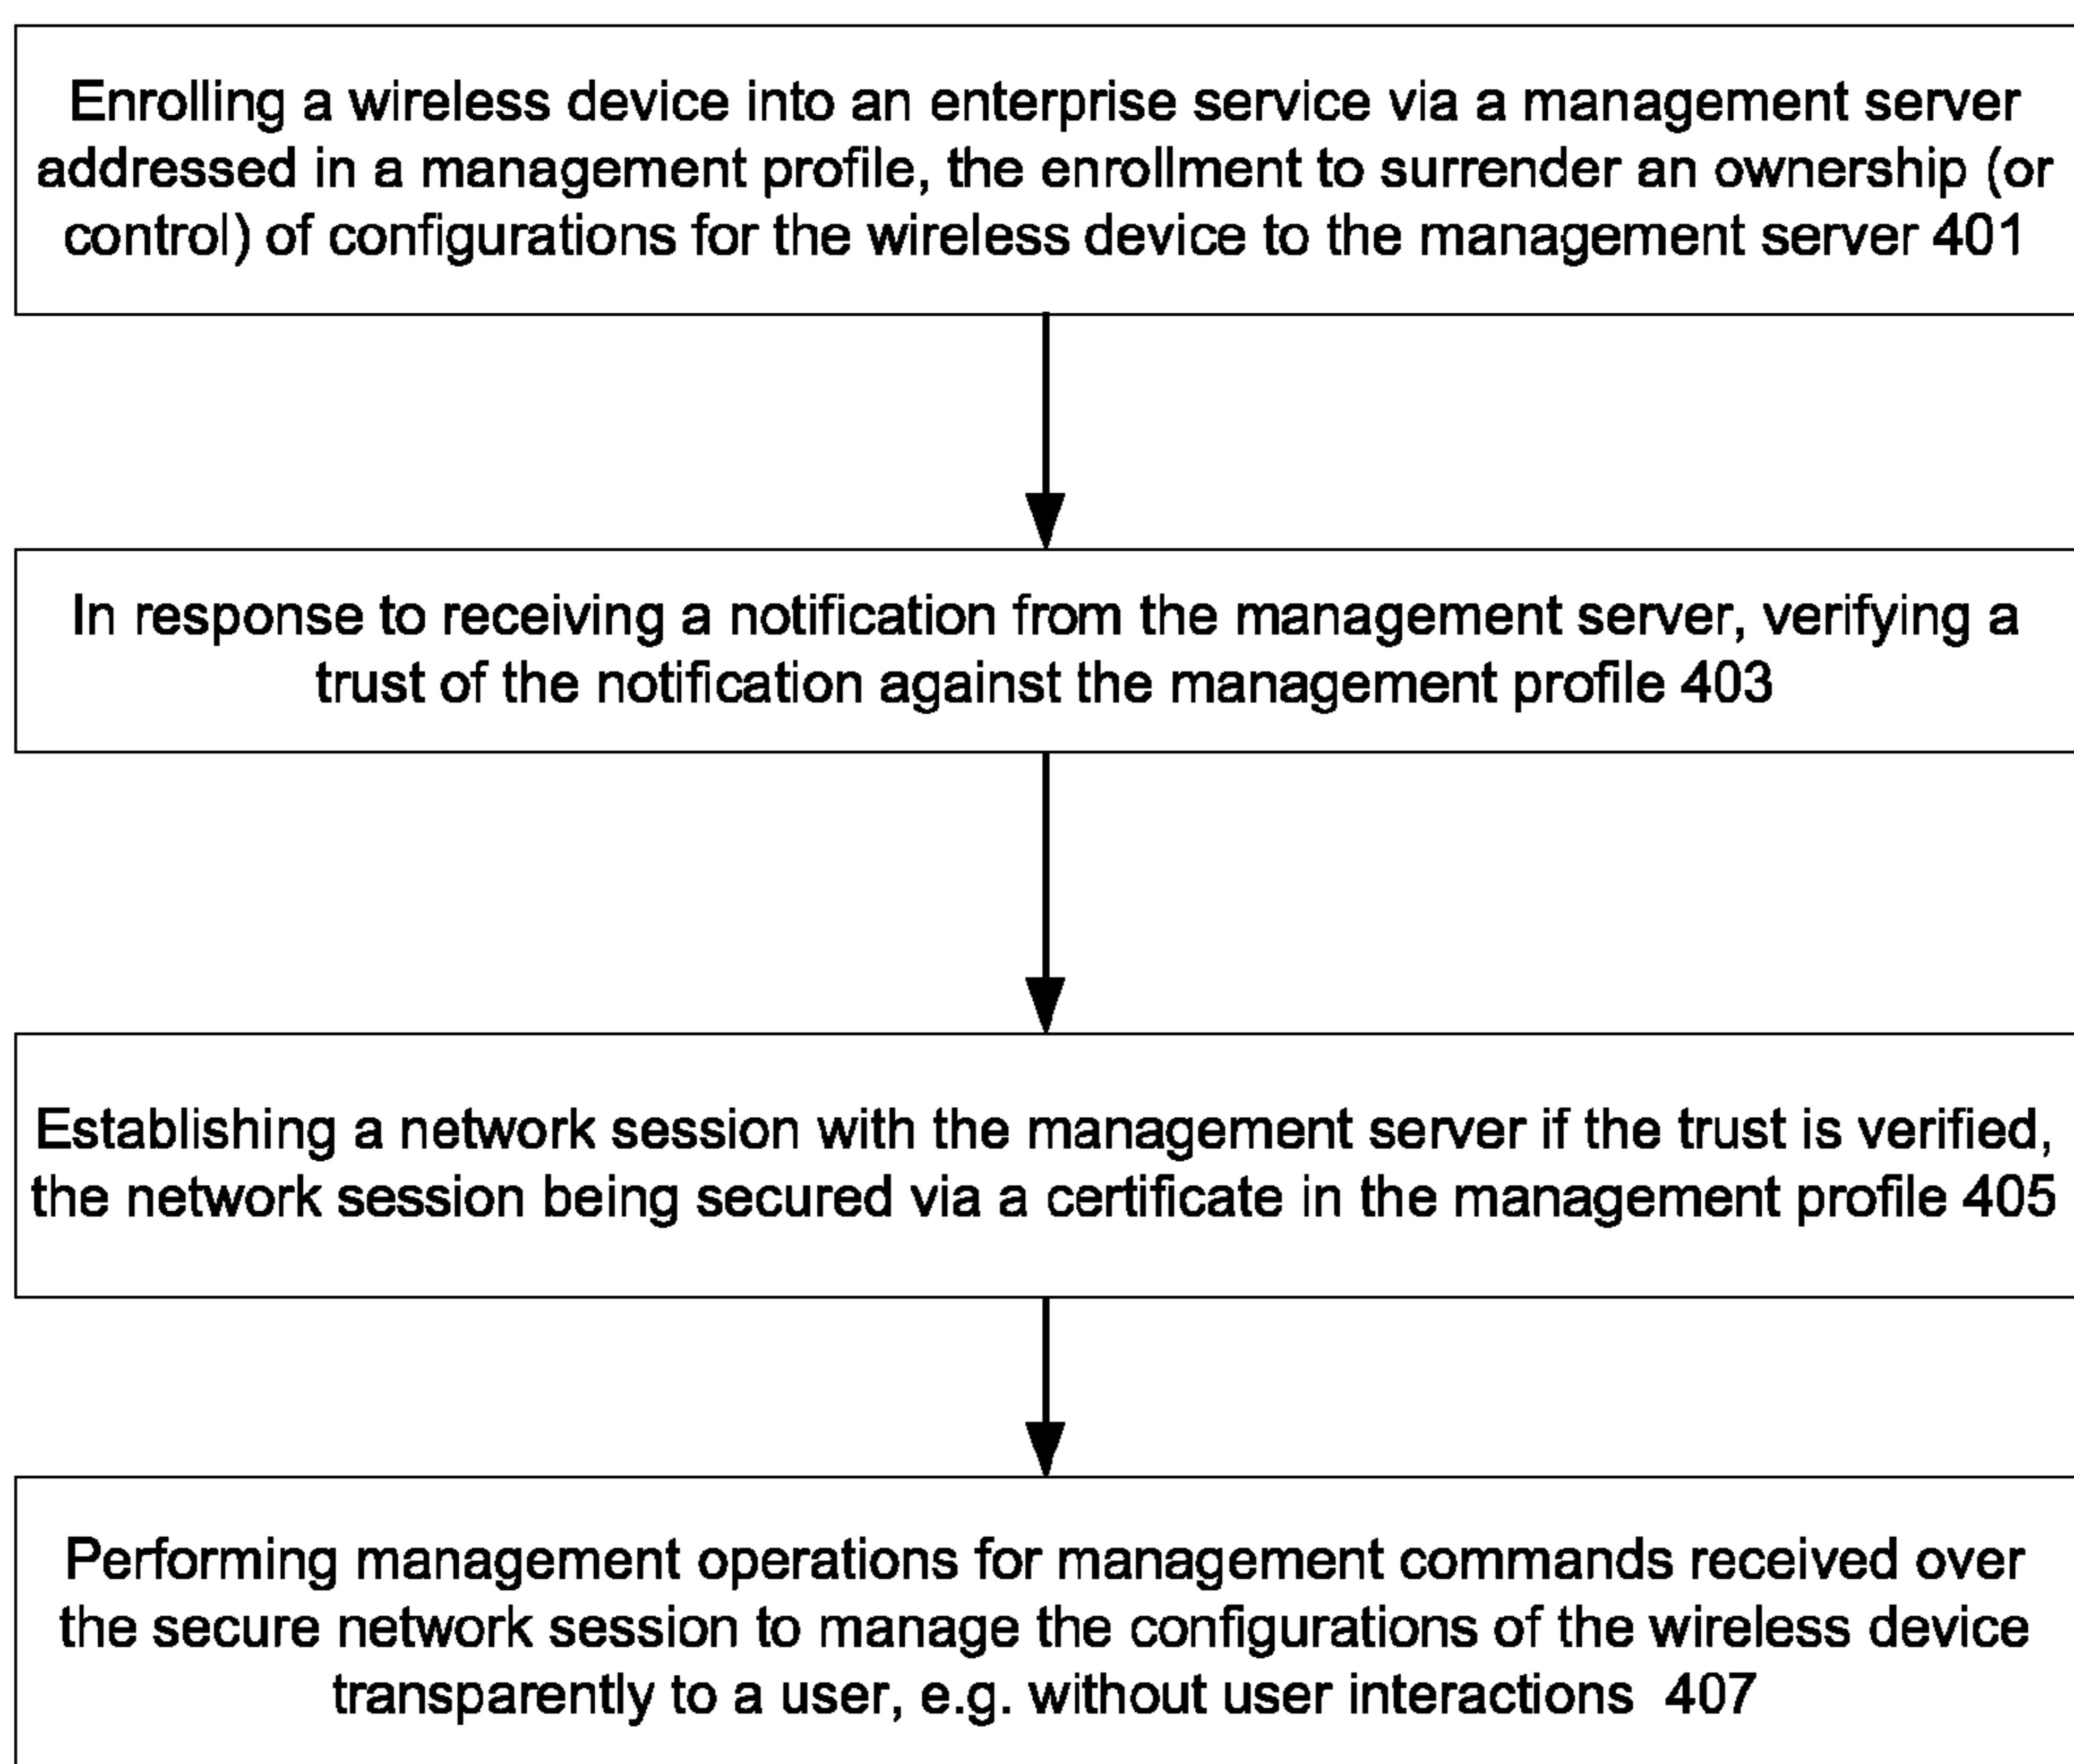 Enrolling a wireless device into an enterprise service via a management server
addressed in a management profile, the enrollment to surrender an ownership (or
control) of configurations for the wireless device to the management server 401
In response to receiving a notification from the management server, verifying a
trust of the notification against the management profile 403
Establishing a network session with the management server if the trust is verified,
the network session being secured via a certificate in the management profile 405
Performing management operations for management commands received over
the secure network session to manage the configurations of the wireless device
transparently to a user, e.g. without user interactions 407